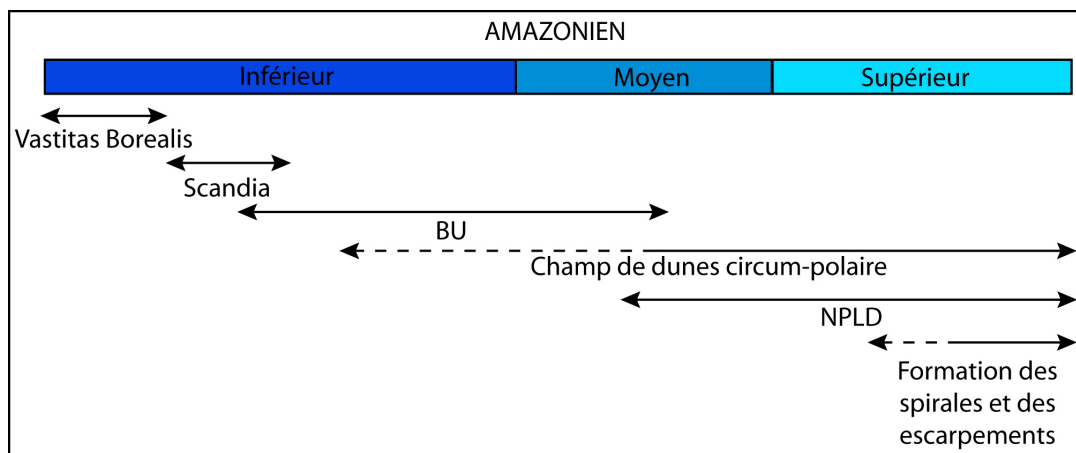 AMAZONIEN
Inférieur Moyen Supérieur
Vastitas Borealis
Scandia
BU
Champ de dunes circum-polaire
NPLD
Formation des
spirales et des
escarpements